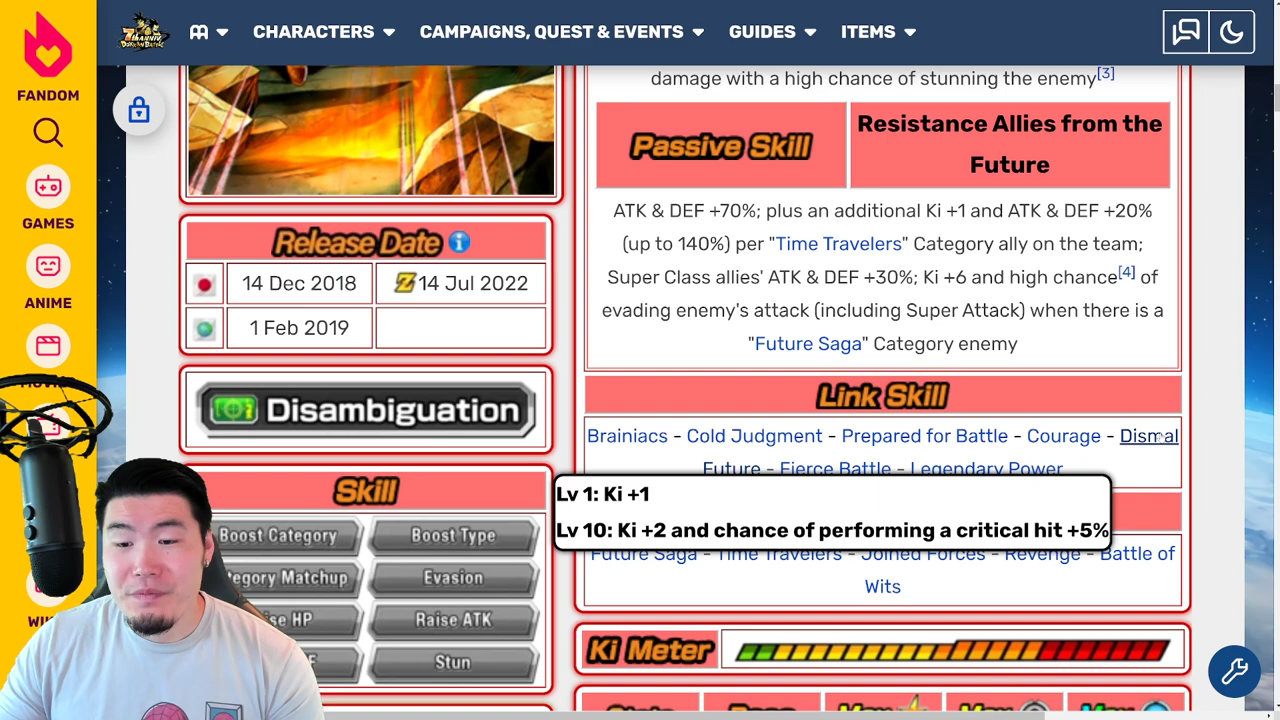 FANDOM
GAMES
ANIME
WIK
CHARACTERS
CAMPAIGNS, QUEST & EVENTS
GUIDES
ITEMS
damage with a high chance of stunning the enemy[3]
Passive Skill
Resistance Allies from the
Future
ATK & DEF +70%; plus an additional Ki +1 and ATK & DEF +20%
(up to 140%) per "Time Travelers" Category ally on the team;
Super Class allies' ATK & DEF +30%; Ki +6 and high chance[4] of
evading enemy's attack (including Super Attack) when there is a
"Future Saga" Category enemy
Release Date
14 Dec 2018
14 Jul 2022
1 Feb 2019
Disambiguation
Link Skill
Brainiacs - Cold Judgment - Prepared for Battle - Courage - Dismal
Future - Fierce Battle - Legendary Power
Lv 1: Ki +1
Lv 10: Ki +2 and chance of performing a critical hit +5%
Future Saga - Time Travelers - Joined Forces - Revenge - Battle of
Wits
Skill
Boost Category
Boost Type
tegory Matchup
Evasion
se HP
Raise ATK
Stun
Ki Meter